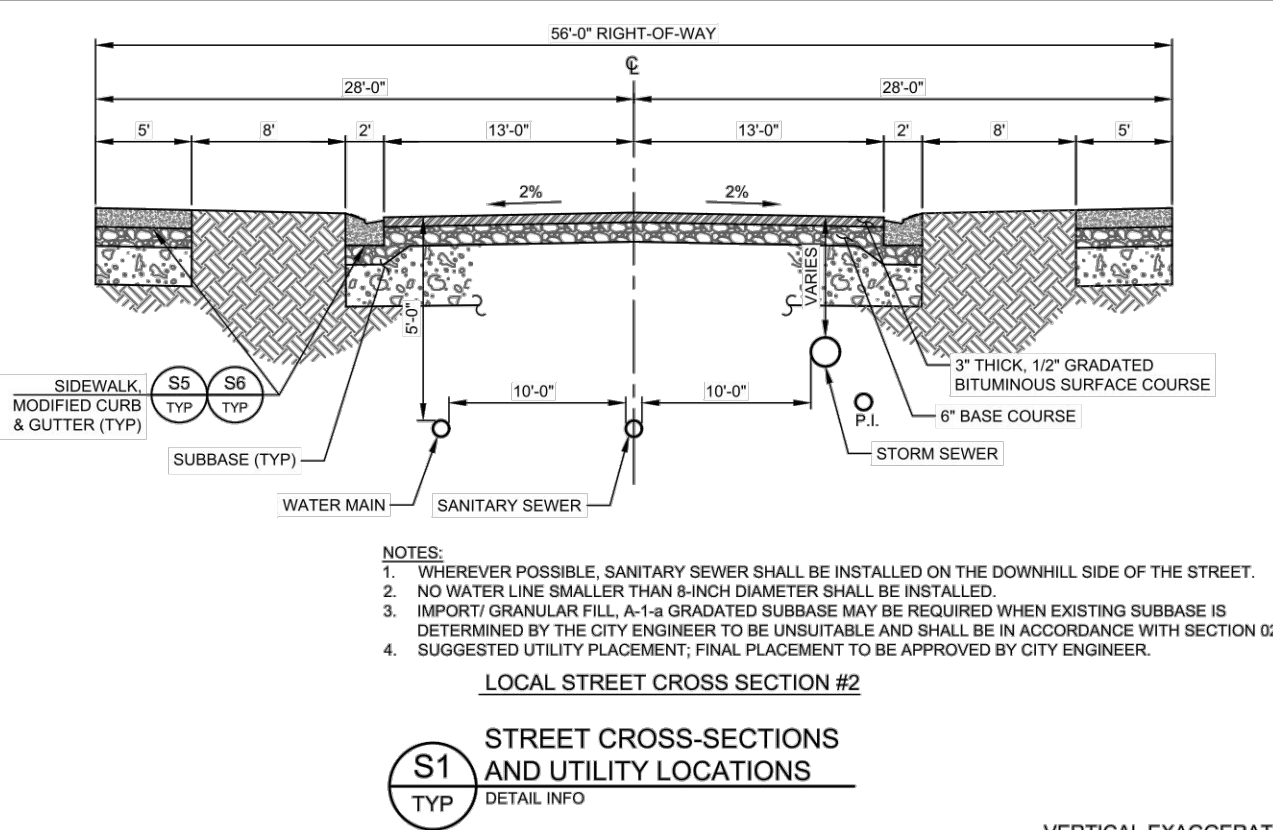 56'-0" RIGHT-OF-WAY
℄
28'-0" 28'-0"
5' 8' 2' 13'-0" 13'-0" 2' 8' 5'
2% 2%
5'-0"
VARIES
SIDEWALK,
MODIFIED CURB
& GUTTER (TYP)
S5
TYP
S6
TYP
3" THICK, 1/2" GRADATED
BITUMINOUS SURFACE COURSE
10'-0" 10'-0"
P.I.
6" BASE COURSE
SUBBASE (TYP)
STORM SEWER
WATER MAIN
SANITARY SEWER
NOTES:
1. WHEREVER POSSIBLE, SANITARY SEWER SHALL BE INSTALLED ON THE DOWNHILL SIDE OF THE STREET.
2. NO WATER LINE SMALLER THAN 8-INCH DIAMETER SHALL BE INSTALLED.
3. IMPORT/ GRANULAR FILL, A-1-a GRADATED SUBBASE MAY BE REQUIRED WHEN EXISTING SUBBASE IS
DETERMINED BY THE CITY ENGINEER TO BE UNSUITABLE AND SHALL BE IN ACCORDANCE WITH SECTION
4. SUGGESTED UTILITY PLACEMENT; FINAL PLACEMENT TO BE APPROVED BY CITY ENGINEER.
LOCAL STREET CROSS SECTION #2
S1
TYP
STREET CROSS-SECTIONS
AND UTILITY LOCATIONS
DETAIL INFO
VERTICAL